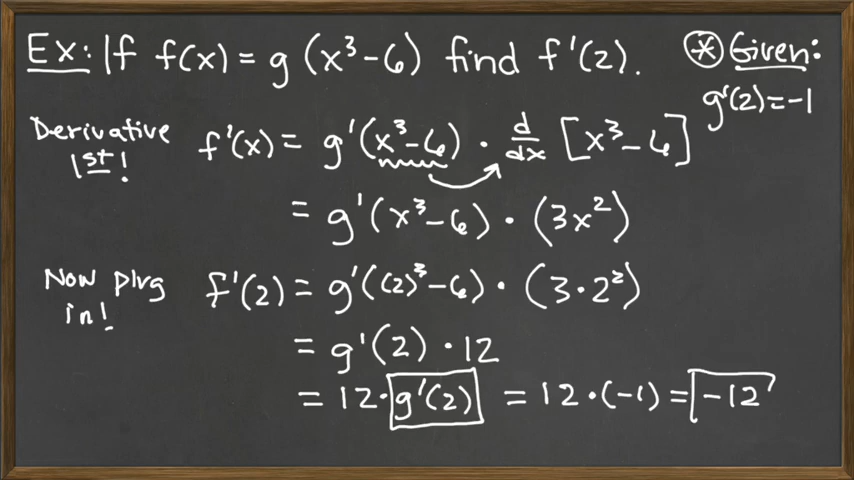 Ex: If f(x) = g(x³-6) find f'(2).
* Given:
g'(2) = -1
Derivative
1st!
f'(x) = g'(x³-6) · d/dx [x³-6]
= g'(x³-6) · (3x²)
Now plug
in!
f'(2) = g'((2)³-6) · (3·2²)
= g'(2) · 12
= 12 · g'(2) = 12 · (-1) = -12